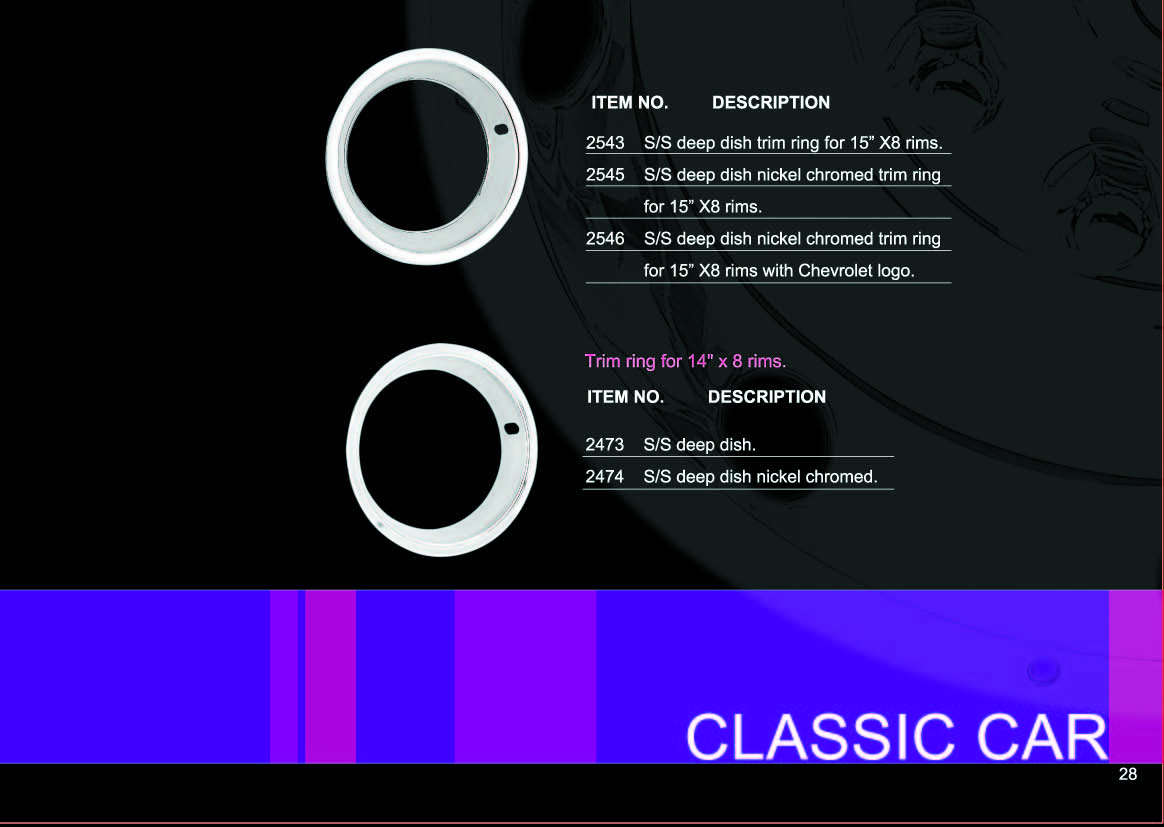 ITEM NO. DESCRIPTION
2543 S/S deep dish trim ring for 15” X8 rims.
2545 S/S deep dish nickel chromed trim ring
for 15” X8 rims.
2546 S/S deep dish nickel chromed trim ring
for 15” X8 rims with Chevrolet logo.
Trim ring for 14" x 8 rims.
ITEM NO. DESCRIPTION
2473 S/S deep dish.
2474 S/S deep dish nickel chromed.
CLASSIC CAR
28